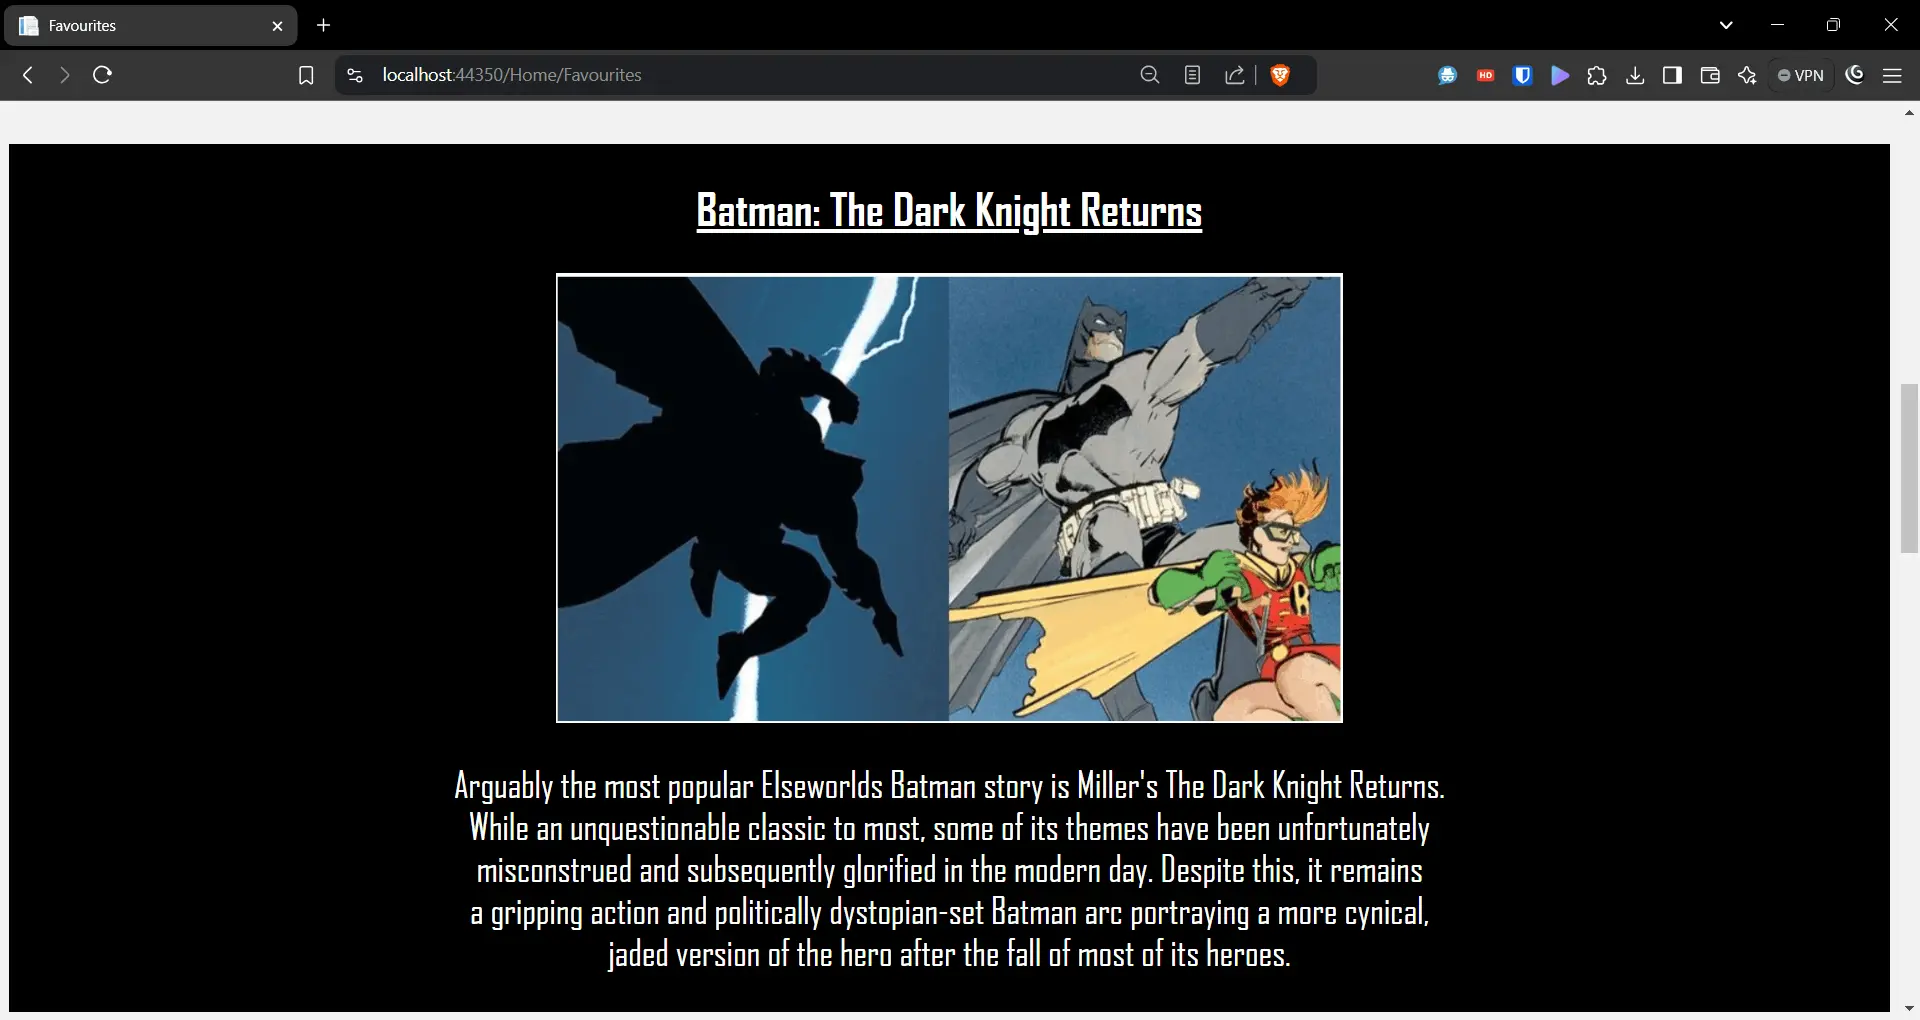 Favourites
localhost:44350/Home/Favourites
HD
VPN
Batman: The Dark Knight Returns
B
Arguably the most popular Elseworlds Batman story is Miller's The Dark Knight Returns.
While an unquestionable classic to most, some of its themes have been unfortunately
misconstrued and subsequently glorified in the modern day. Despite this, it remains
a gripping action and politically dystopian-set Batman arc portraying a more cynical,
jaded version of the hero after the fall of most of its heroes.